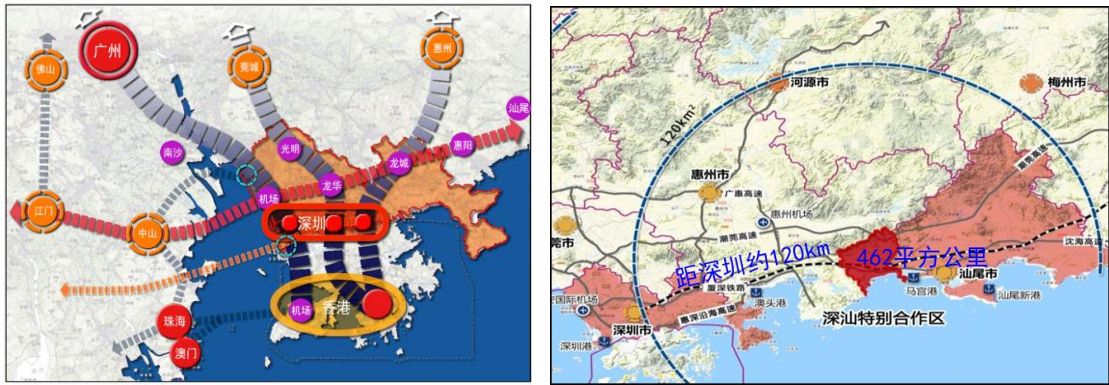 广州
佛山
莞城
惠州
汕尾
惠阳
光明
南沙
龙城
龙华
机场
江门
中山
深圳
机场
香港
珠海
澳门
120km²
河源市
梅州市
惠州市
广惠高速
潮莞高速
惠州机场
莞市
潮莞高速
沈海高速
距深圳约120km
462平方公里
厦深铁路
汕尾市
国际机场
澳头港
马宫港
汕尾新港
深圳市
惠深沿海高速
深汕特别合作区
深圳港